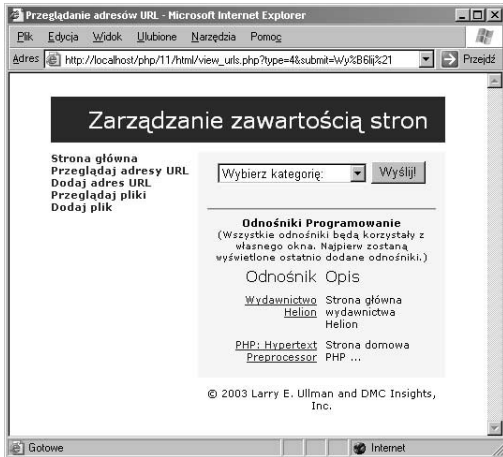 Przeglądanie adresów URL - Microsoft Internet Explorer
Plik Edycja Widok Ulubione Narzędzia Pomoc
Adres http://localhost/php/11/html/view_urls.php?type=4&submit=Wy%B6lij%21 Przejdź
Zarządzanie zawartością stron
Strona główna
Przeglądaj adresy URL
Dodaj adres URL
Przeglądaj pliki
Dodaj plik
Wybierz kategorię: Wyślij!
Odnośniki Programowanie
(Wszystkie odnośniki będą korzystały z
własnego okna. Najpierw zostaną
wyświetlone ostatnio dodane odnośniki.)
Odnośnik Opis
Wydawnictwo Strona główna
Helion wydawnictwa
Helion
PHP: Hypertext Strona domowa
Preprocessor PHP ...
© 2003 Larry E. Ullman and DMC Insights,
Inc.
Gotowe Internet